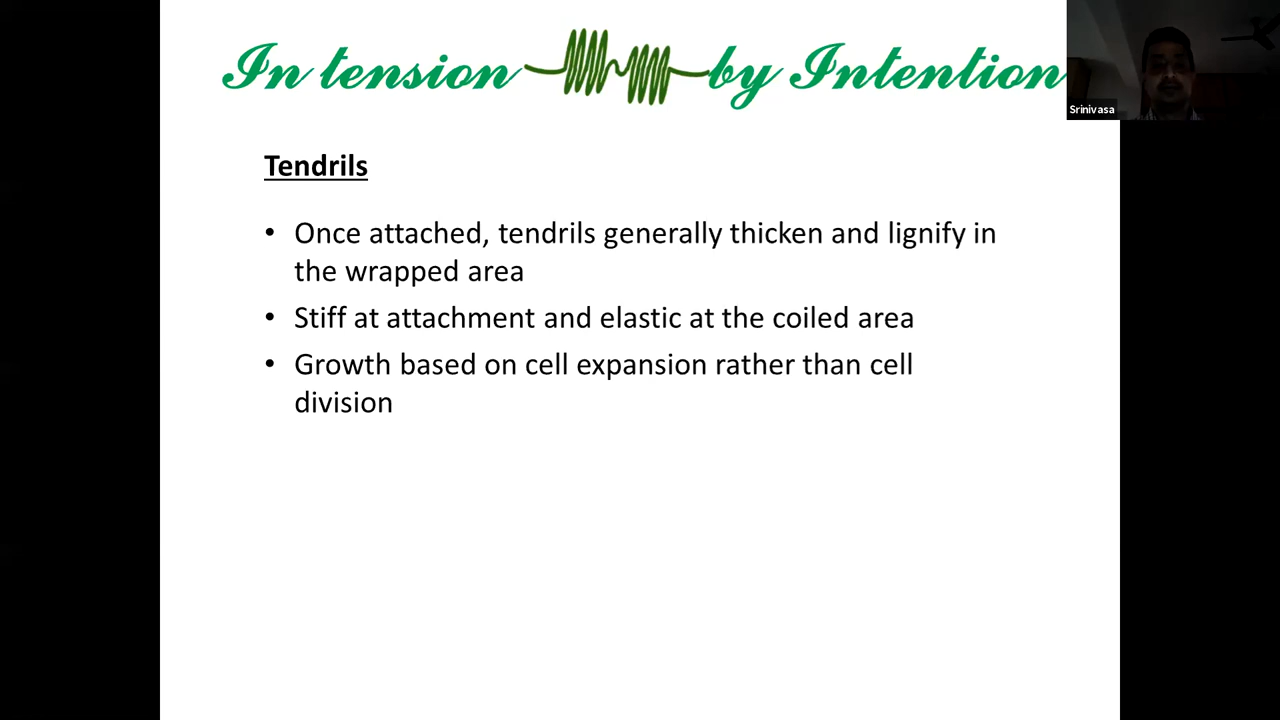 In tension by Intention
Srinivasa
Tendrils
• Once attached, tendrils generally thicken and lignify in
the wrapped area
• Stiff at attachment and elastic at the coiled area
• Growth based on cell expansion rather than cell
division